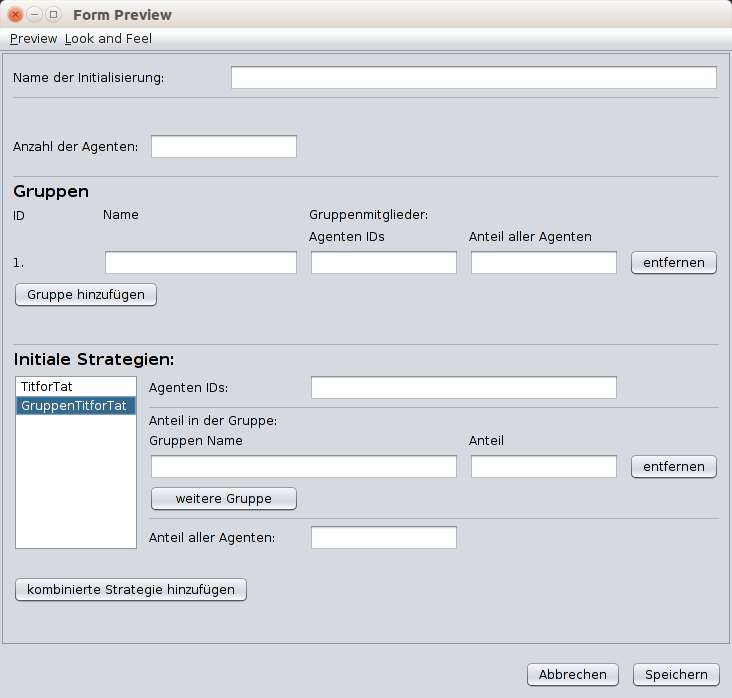 Form Preview
Preview Look and Feel
Name der Initialisierung:
Anzahl der Agenten:
Gruppen
ID Name Gruppenmitglieder:
Agenten IDs Anteil aller Agenten
1. entfernen
Gruppe hinzufügen
Initiale Strategien:
TitforTat
Agenten IDs:
GruppenTitforTat
Anteil in der Gruppe:
Gruppen Name Anteil
entfernen
weitere Gruppe
Anteil aller Agenten:
kombinierte Strategie hinzufügen
Abbrechen Speichern